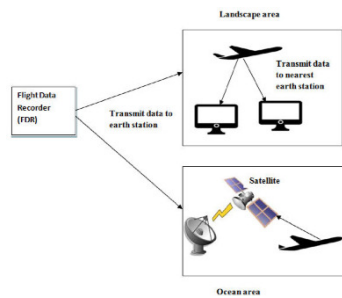 Landscape area
Transmit data
to nearest
earth station
Flight Data
Recorder
(FDR)
Transmit data to
earth station
Satellite
Ocean area